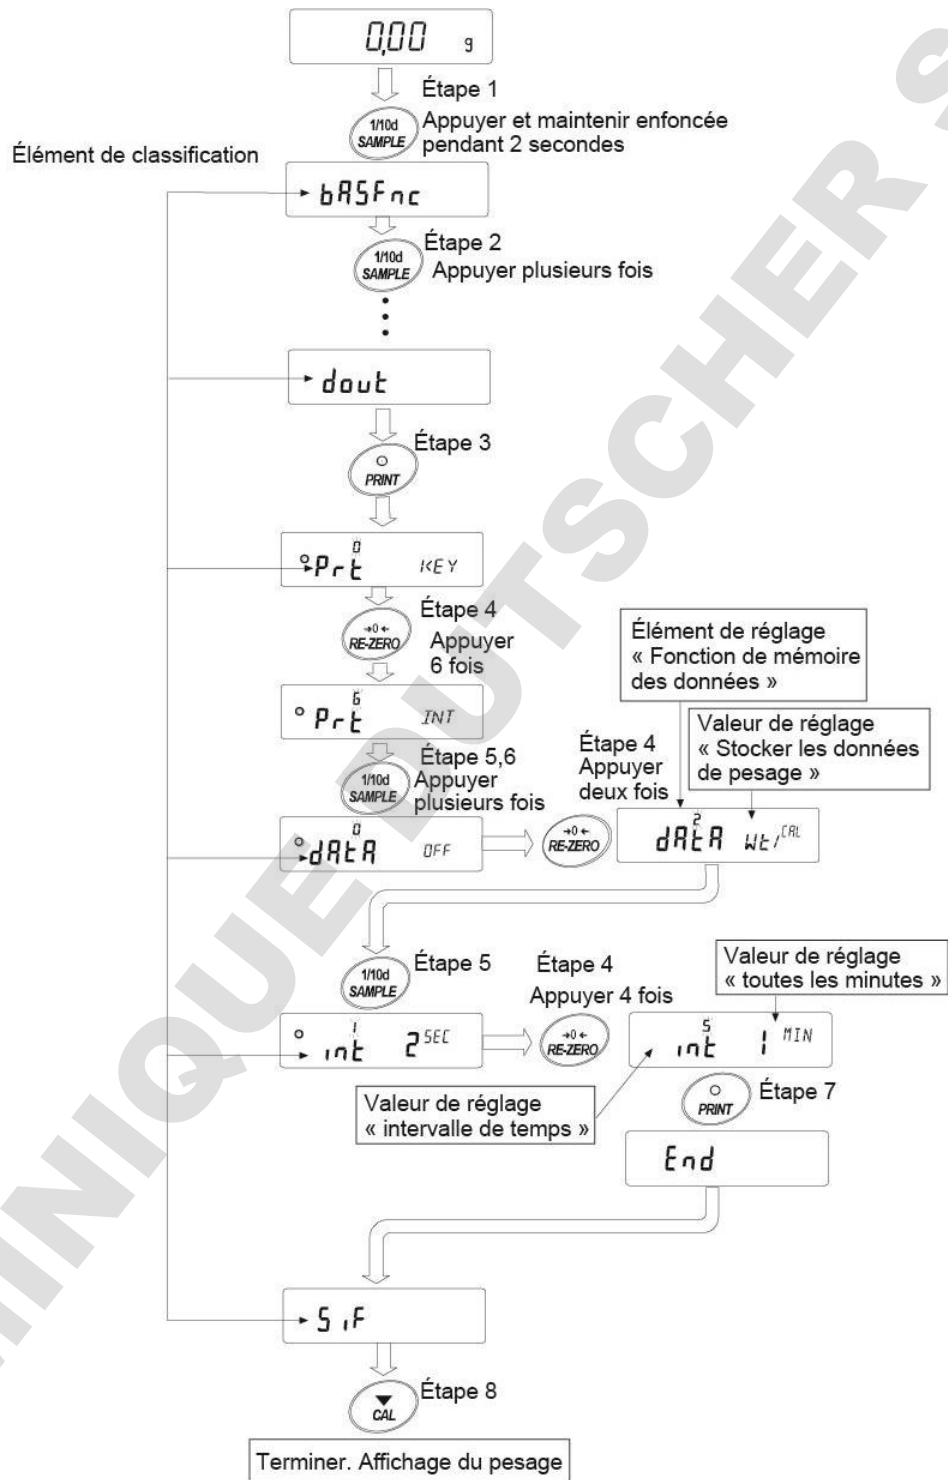 0,00 g
Étape 1
1/10d
SAMPLE
Appuyer et maintenir enfoncée
pendant 2 secondes
Élément de classification
bASFnc
Étape 2
1/10d
SAMPLE
Appuyer plusieurs fois
dout
Étape 3
PRINT
0
Prt KEY
Étape 4
→0←
RE-ZERO
Appuyer
6 fois
6
Prt INT
Étape 5,6
1/10d
SAMPLE
Appuyer
plusieurs fois
0
dAtA OFF
Étape 4
Appuyer
deux fois
→0←
RE-ZERO
Élément de réglage
« Fonction de mémoire
des données »
Valeur de réglage
« Stocker les données
de pesage »
2
dAtA Wt/CAL
1/10d
SAMPLE
Étape 5
1
int 2 SEC
Étape 4
Appuyer 4 fois
→0←
RE-ZERO
Valeur de réglage
« toutes les minutes »
5
int 1 MIN
Valeur de réglage
« intervalle de temps »
PRINT
Étape 7
End
SiF
Étape 8
CAL
Terminer. Affichage du pesage
HNIQUE DUTSCHER S